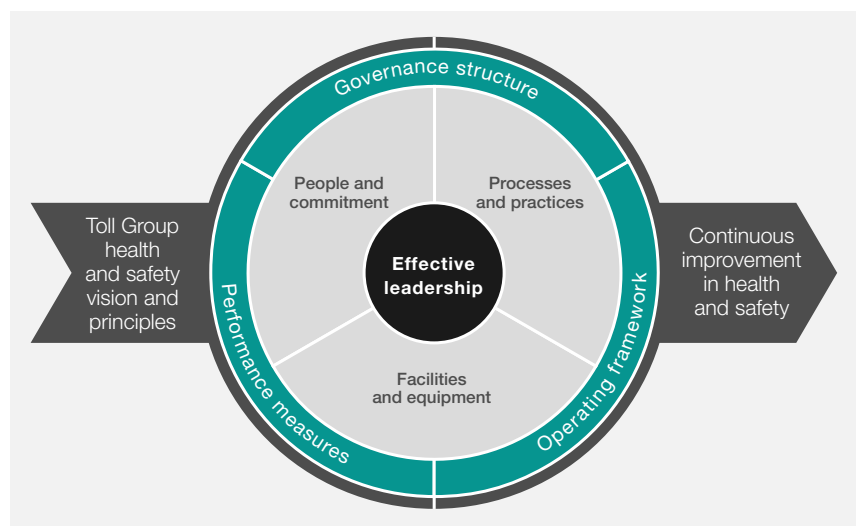 Governance structure
People and
commitment
Processes
and practices
Toll Group
health
and safety
vision and
principles
Effective
leadership
Continuous
improvement
in health
and safety
Performance measures
Operating framework
Facilities
and equipment